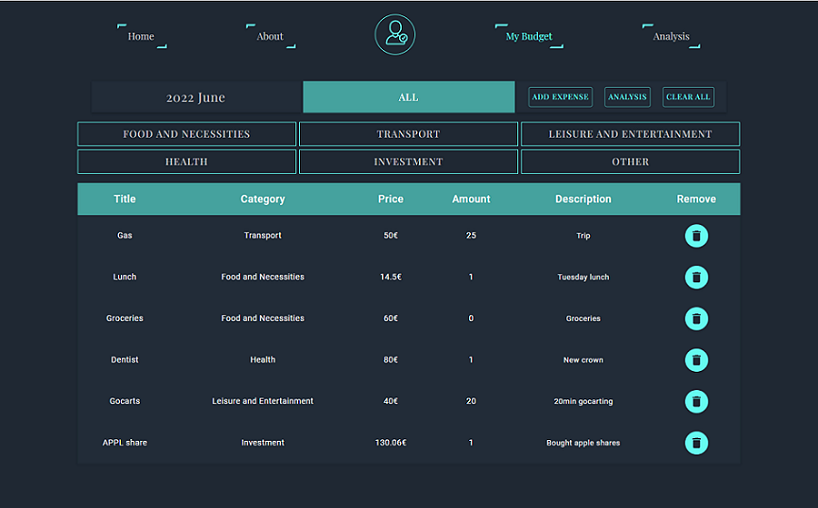 Home About My Budget Analysis
2022 June ALL ADD EXPENSE ANALYSIS CLEAR ALL
FOOD AND NECESSITIES TRANSPORT LEISURE AND ENTERTAINMENT
HEALTH INVESTMENT OTHER
Title Category Price Amount Description Remove
Gas Transport 50€ 25 Trip
Lunch Food and Necessities 14.5€ 1 Tuesday lunch
Groceries Food and Necessities 60€ 0 Groceries
Dentist Health 80€ 1 New crown
Gocarts Leisure and Entertainment 40€ 20 20min gocarting
APPL share Investment 130.06€ 1 Bought apple shares